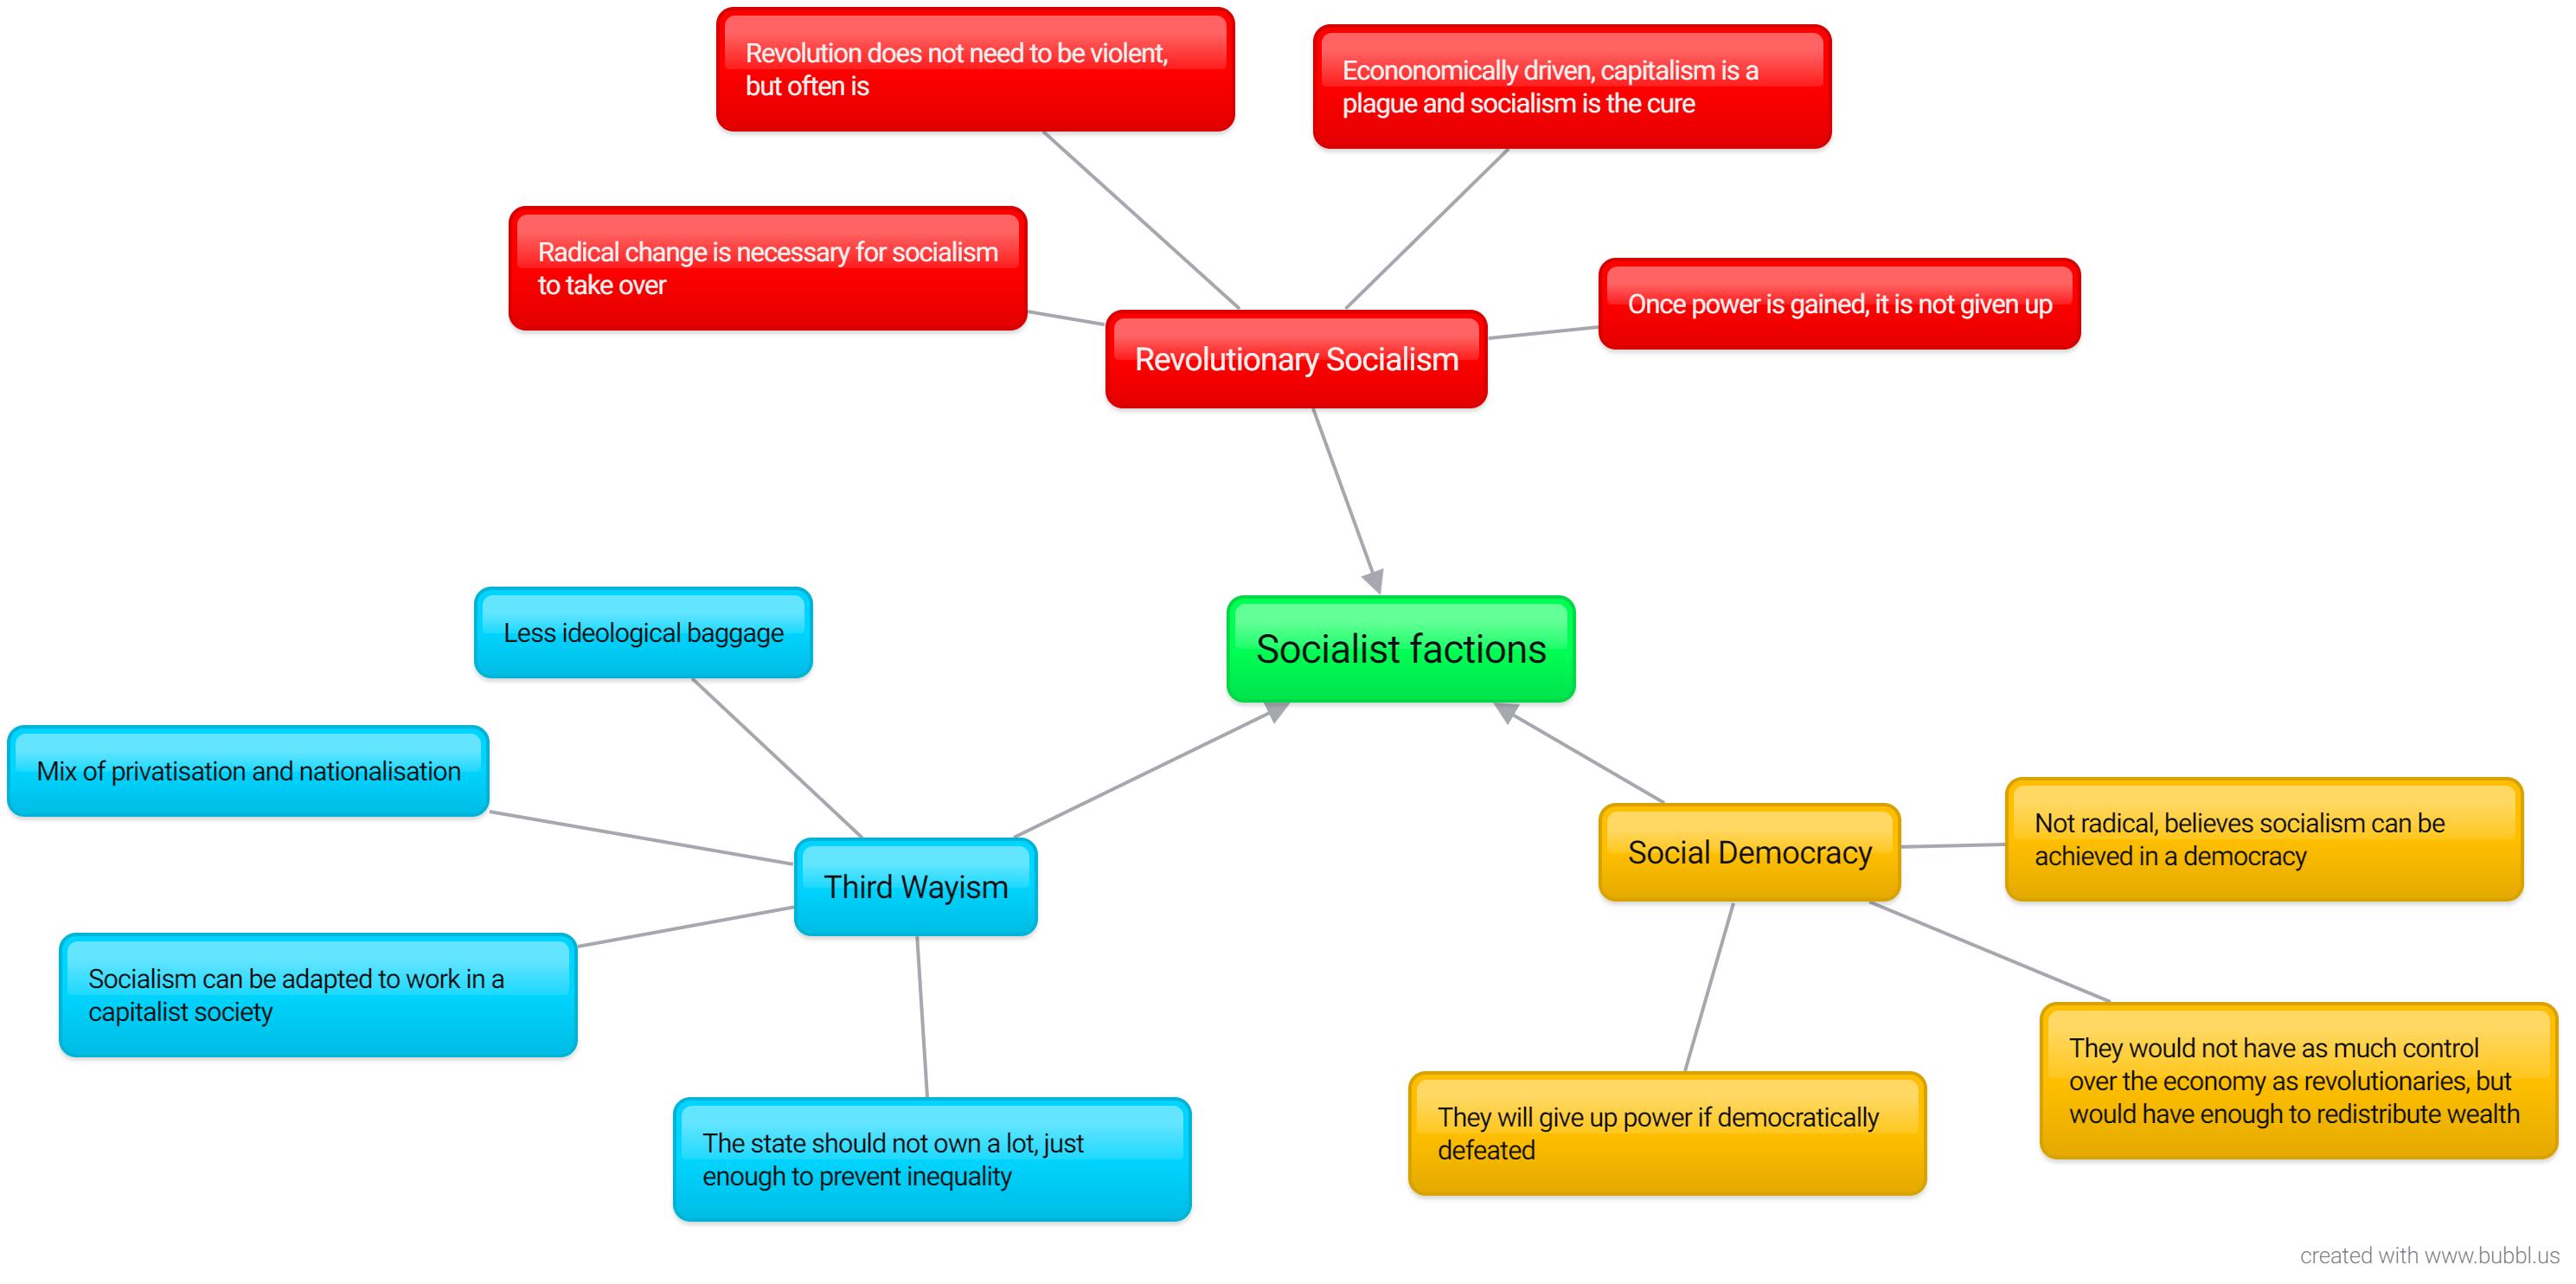 Revolution does not need to be violent,
but often is
Econonomically driven, capitalism is a
plague and socialism is the cure
Radical change is necessary for socialism
to take over
Once power is gained, it is not given up
Revolutionary Socialism
Socialist factions
Less ideological baggage
Mix of privatisation and nationalisation
Third Wayism
Socialism can be adapted to work in a
capitalist society
The state should not own a lot, just
enough to prevent inequality
Social Democracy
Not radical, believes socialism can be
achieved in a democracy
They would not have as much control
over the economy as revolutionaries, but
would have enough to redistribute wealth
They will give up power if democratically
defeated
created with www.bubbl.us